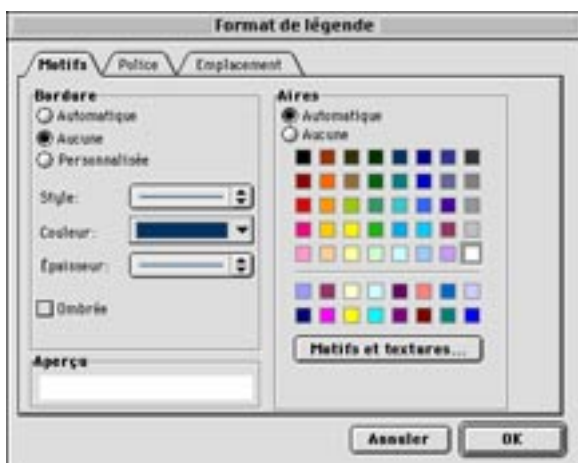 Format de légende
Motifs Police Emplacement
Bordure
Automatique
Aucune
Personnalisée
Style:
Couleur:
Épaisseur:
Ombrée
Aperçu
Aires
Automatique
Aucune
Motifs et textures...
Annuler OK